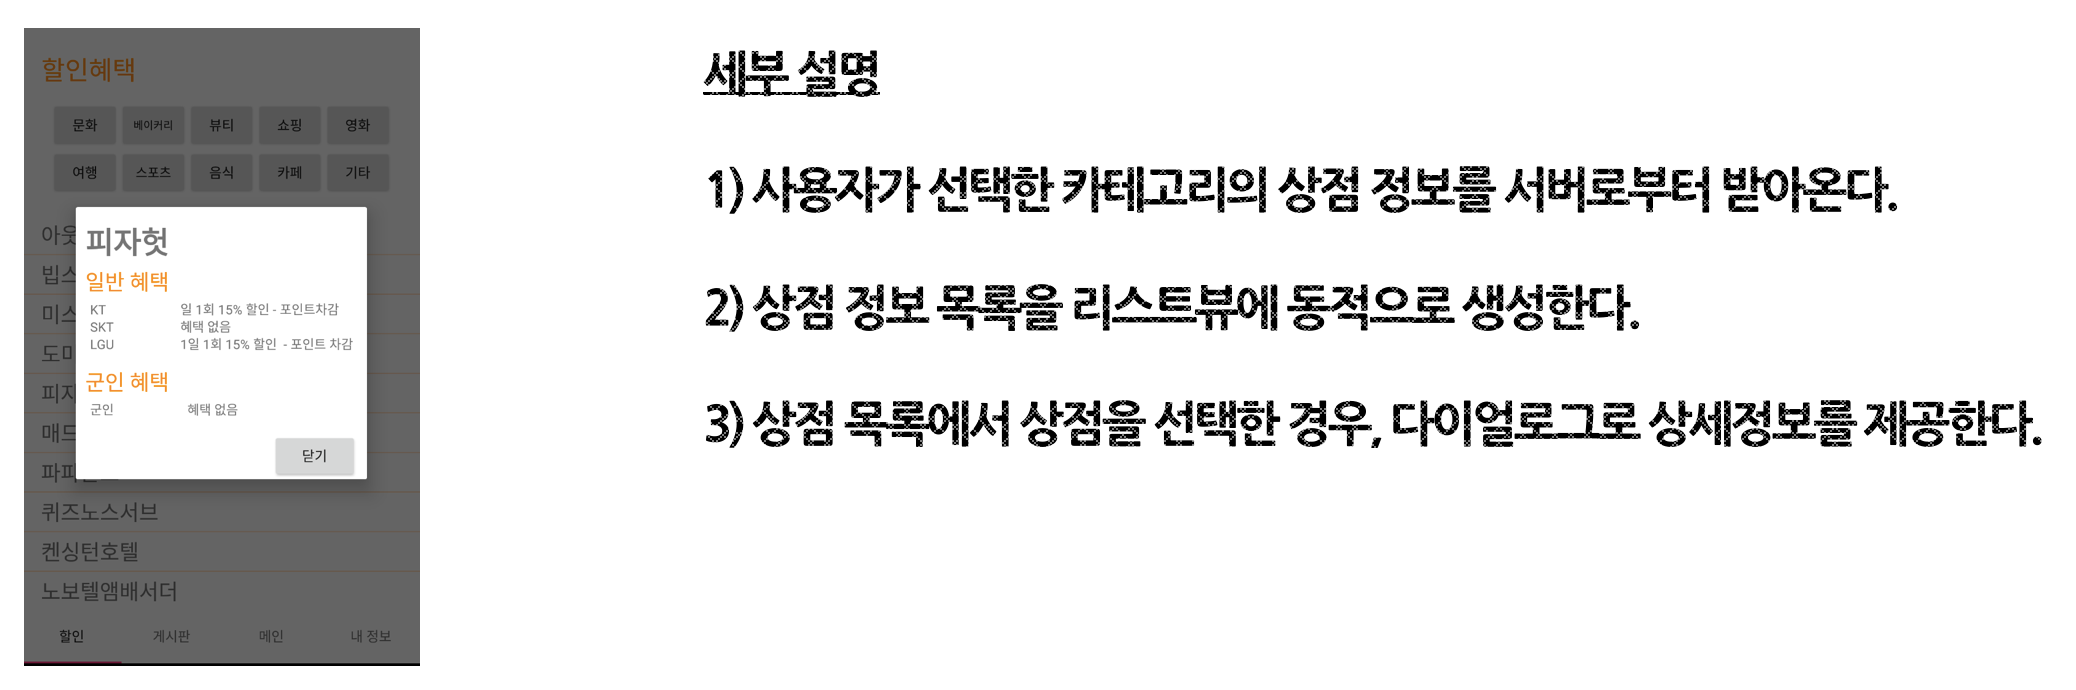 할인혜택
문화 베이커리 뷰티 쇼핑 영화
여행 스포츠 음식 카페 기타
아웃
빕스
미스
도미
피자
매드
파파
퀴즈노스서브
켄싱턴호텔
노보텔앰배서더
피자헛
일반 혜택
KT 일 1회 15% 할인 - 포인트차감
SKT 혜택 없음
LGU 1일 1회 15% 할인 - 포인트 차감
군인 혜택
군인 혜택 없음
닫기
할인 게시판 메인 내 정보
세부 설명
1) 사용자가 선택한 카테고리의 상점 정보를 서버로부터 받아온다.
2) 상점 정보 목록을 리스트뷰에 동적으로 생성한다.
3) 상점 목록에서 상점을 선택한 경우, 다이얼로그로 상세정보를 제공한다.